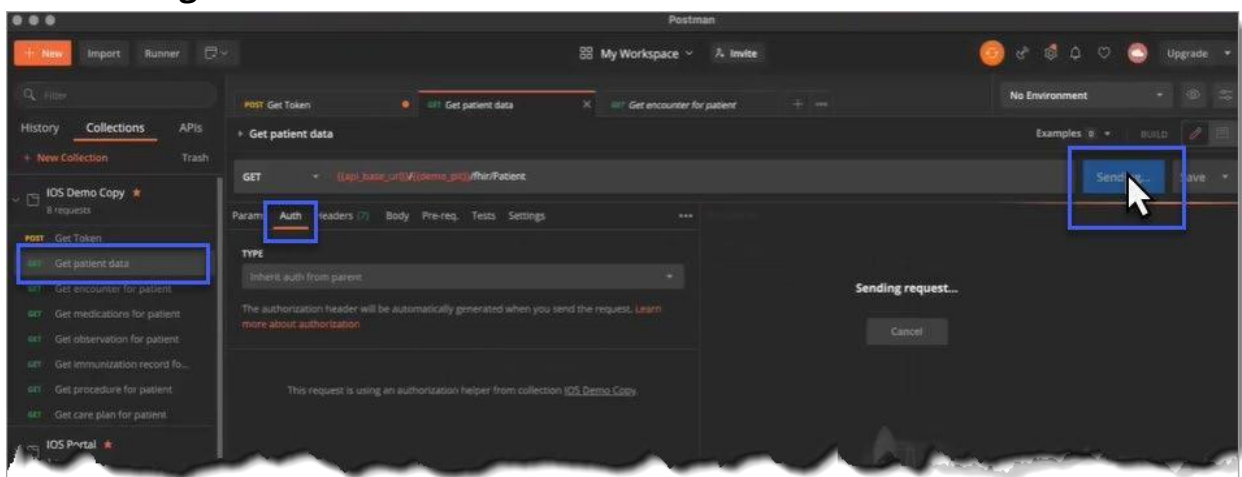 Postman
+ New Import Runner
My Workspace Invite Upgrade
Filter
POST Get Token GET Get patient data GET Get encounter for patient No Environment
History Collections APIs
Get patient data Examples 0 BUILD
+ New Collection Trash
GET {{api_base_url}}/{{demo_pit}}/fhir/Patient Sending... Save
IOS Demo Copy
8 requests
Params Auth Headers (7) Body Pre-req. Tests Settings
POST Get Token
TYPE
GET Get patient data
Inherit auth from parent
GET Get encounter for patient
Sending request...
The authorization header will be automatically generated when you send the request. Learn
more about authorization
GET Get medications for patient
Cancel
GET Get observation for patient
GET Get immunization record fo...
GET Get procedure for patient
This request is using an authorization helper from collection IOS Demo Copy.
GET Get care plan for patient
IOS Portal